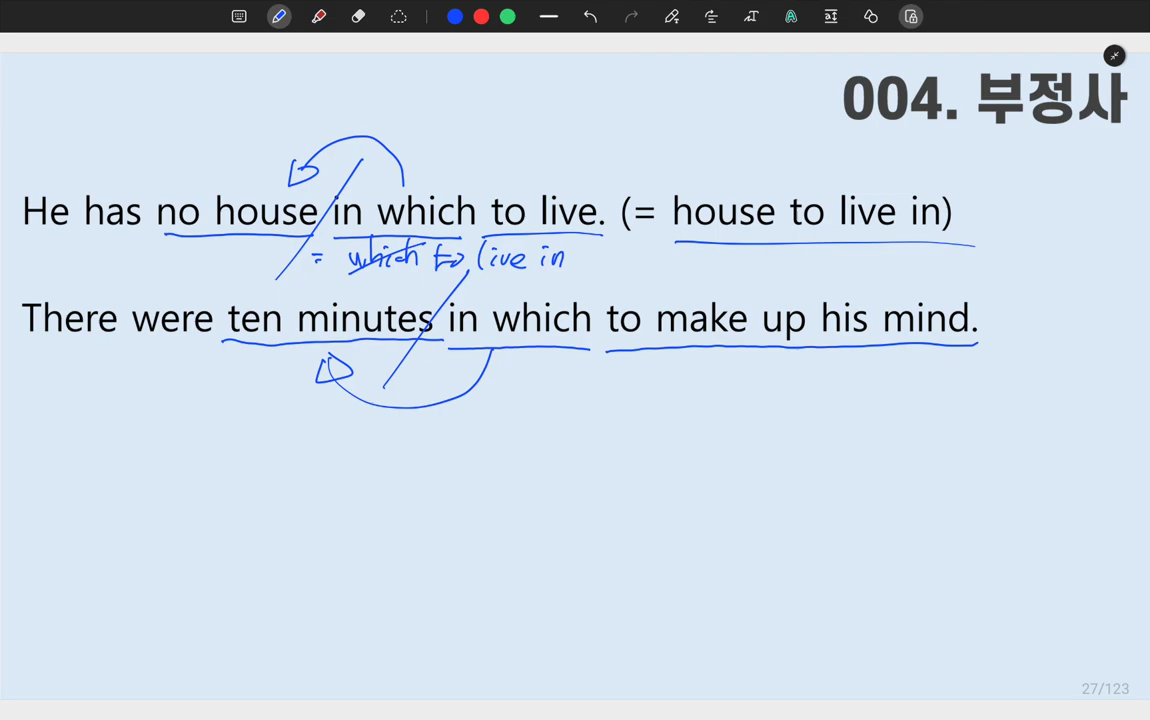 004. 부정사
He has no house in which to live. (= house to live in)
= which to live in
There were ten minutes in which to make up his mind.
27/123